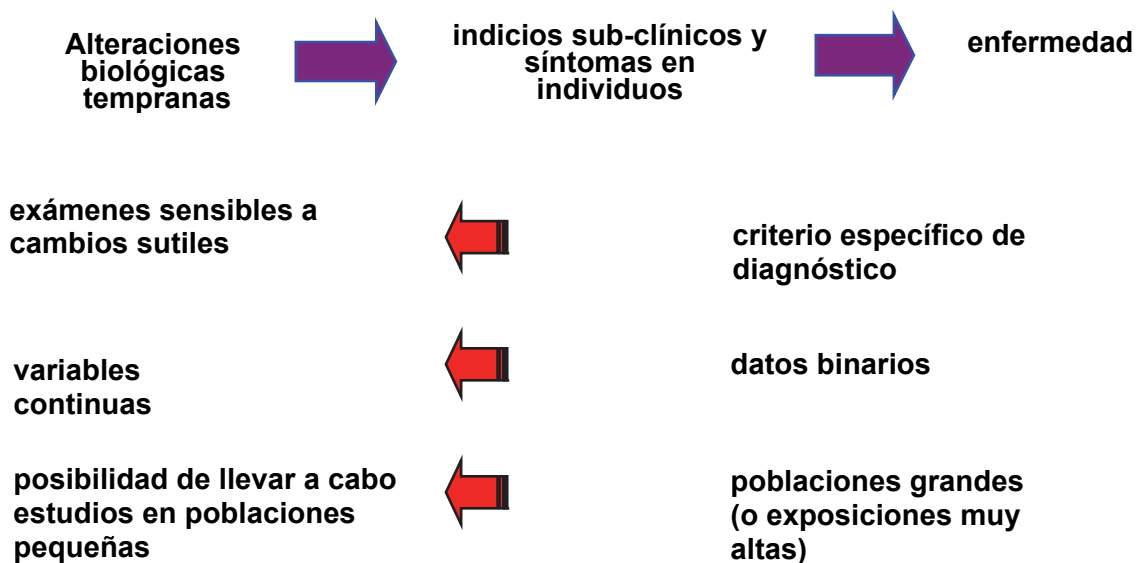 Alteraciones
biológicas
tempranas
indicios sub-clínicos y
síntomas en
individuos
enfermedad
exámenes sensibles a
cambios sutiles
criterio específico de
diagnóstico
variables
continuas
datos binarios
posibilidad de llevar a cabo
estudios en poblaciones
pequeñas
poblaciones grandes
(o exposiciones muy
altas)